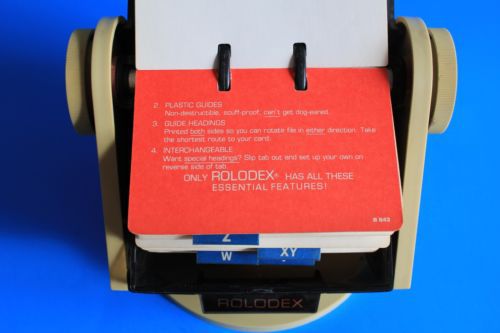 2. PLASTIC GUIDES
Non-destructible, scuff-proof, can't get dog-eared.
3. GUIDE HEADINGS
Printed both sides so you can rotate file in either direction. Take
the shortest route to your card.
4. INTERCHANGEABLE
Want special headings? Slip tab out and set up your own on
reverse side of tab.
ONLY ROLODEX® HAS ALL THESE
ESSENTIAL FEATURES!
Z
W
XY
ROLODEX